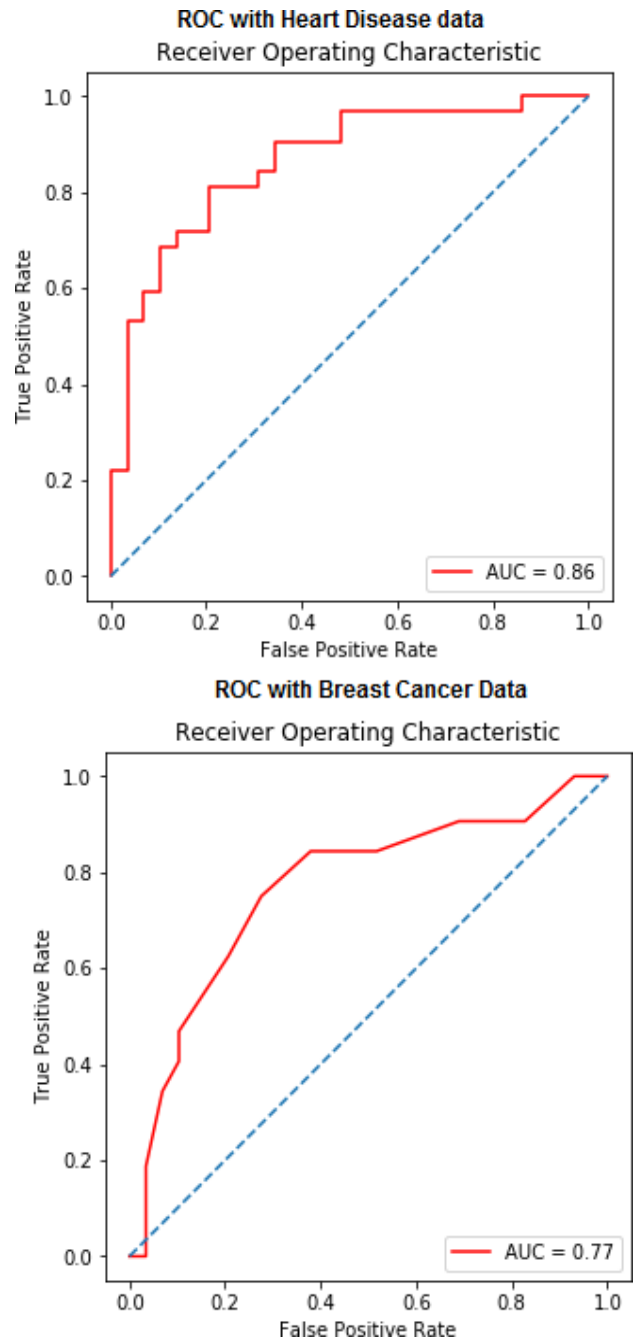 ROC with Heart Disease data
Receiver Operating Characteristic
1.0
0.8
0.6
0.4
0.2
0.0
True Positive Rate
AUC = 0.86
0.0 0.2 0.4 0.6 0.8 1.0
False Positive Rate
ROC with Breast Cancer Data
Receiver Operating Characteristic
1.0
0.8
0.6
0.4
0.2
0.0
True Positive Rate
AUC = 0.77
0.0 0.2 0.4 0.6 0.8 1.0
False Positive Rate